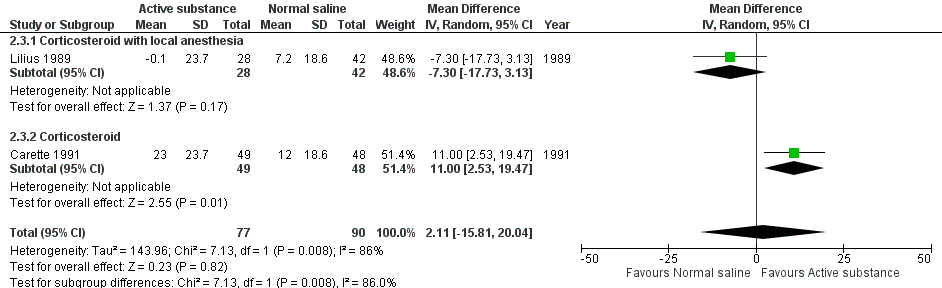 Active substance Normal saline Mean Difference Mean Difference
Study or Subgroup Mean SD Total Mean SD Total Weight IV, Random, 95% CI Year IV, Random, 95% CI
2.3.1 Corticosteroid with local anesthesia
Lilius 1989 -0.1 23.7 28 7.2 18.6 42 48.6% -7.30 [-17.73, 3.13] 1989
Subtotal (95% CI) 28 42 48.6% -7.30 [-17.73, 3.13]
Heterogeneity: Not applicable
Test for overall effect: Z = 1.37 (P = 0.17)
2.3.2 Corticosteroid
Carette 1991 23 23.7 49 12 18.6 48 51.4% 11.00 [2.53, 19.47] 1991
Subtotal (95% CI) 49 48 51.4% 11.00 [2.53, 19.47]
Heterogeneity: Not applicable
Test for overall effect: Z = 2.55 (P = 0.01)
Total (95% CI) 77 90 100.0% 2.11 [-15.81, 20.04]
Heterogeneity: Tau² = 143.96; Chi² = 7.13, df = 1 (P = 0.008); I² = 86%
Test for overall effect: Z = 0.23 (P = 0.82)
Test for subgroup differences: Chi² = 7.13, df = 1 (P = 0.008), I² = 86.0%
-50 -25 0 25 50
Favours Normal saline Favours Active substance